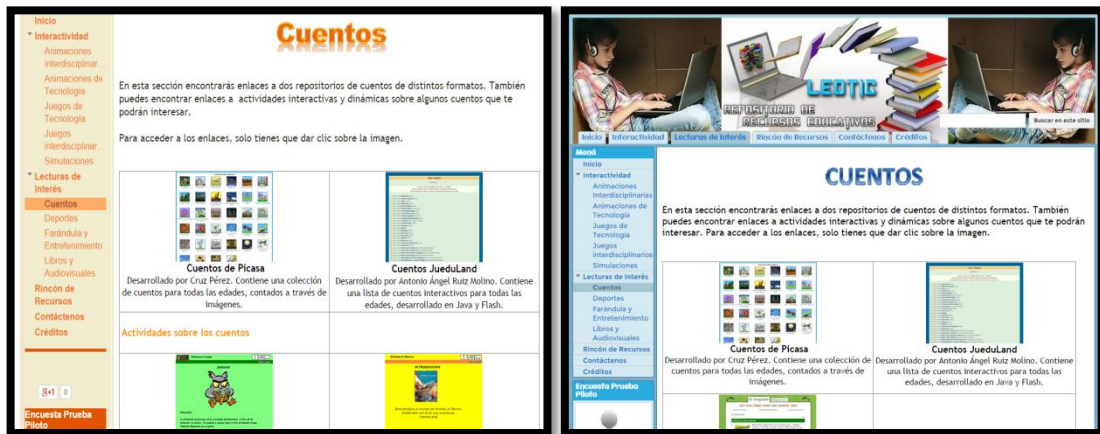 Inicio
Interactividad
Animaciones
Interdisciplinar...
Animaciones de
Tecnología
Juegos de
Tecnología
Juegos
interdisciplinar...
Simulaciones
Lecturas de
Interés
Cuentos
Deportes
Farándula y
Entretenimiento
Libros y
Audiovisuales
Rincón de
Recursos
Contáctenos
Créditos
g+1 0
Encuesta Prueba
Piloto
Cuentos
En esta sección encontrarás enlaces a dos repositorios de cuentos de distintos formatos. También
puedes encontrar enlaces a actividades interactivas y dinámicas sobre algunos cuentos que te
podrán interesar.
Para acceder a los enlaces, solo tienes que dar clic sobre la imagen.
Cuentos de Picasa
Desarrollado por Cruz Pérez. Contiene una colección
de cuentos para todas las edades, contados a través de
imágenes.
Cuentos JueduLand
Desarrollado por Antonio Ángel Ruiz Molino. Contiene
una lista de cuentos interactivos para todas las
edades, desarrollado en Java y Flash.
Actividades sobre los cuentos
INTRODUCCION
LEOTIC
REPOSITORIO DE
RECURSOS EDUCATIVOS
Buscar en este sitio
Inicio Interactividad Lecturas de Interés Rincón de Recursos Contáctenos Créditos
Menú
Inicio
Interactividad
Animaciones
Interdisciplinarias
Animaciones de
Tecnología
Juegos de
Tecnología
Juegos
Interdisciplinarios
Simulaciones
Lecturas de Interés
Cuentos
Deportes
Farándula y
Entretenimiento
Libros y
Audiovisuales
Rincón de Recursos
Contáctenos
Créditos
Encuesta Prueba
Piloto
CUENTOS
En esta sección encontrarás enlaces a dos repositorios de cuentos de distintos formatos. También
puedes encontrar enlaces a actividades interactivas y dinámicas sobre algunos cuentos que te podrán
interesar. Para acceder a los enlaces, solo tienes que dar clic sobre la imagen.
Cuentos de Picasa
Desarrollado por Cruz Pérez. Contiene una colección de
cuentos para todas las edades, contados a través de
imágenes.
Cuentos JueduLand
Desarrollado por Antonio Ángel Ruiz Molino. Contiene
una lista de cuentos interactivos para todas las
edades, desarrollado en Java y Flash.